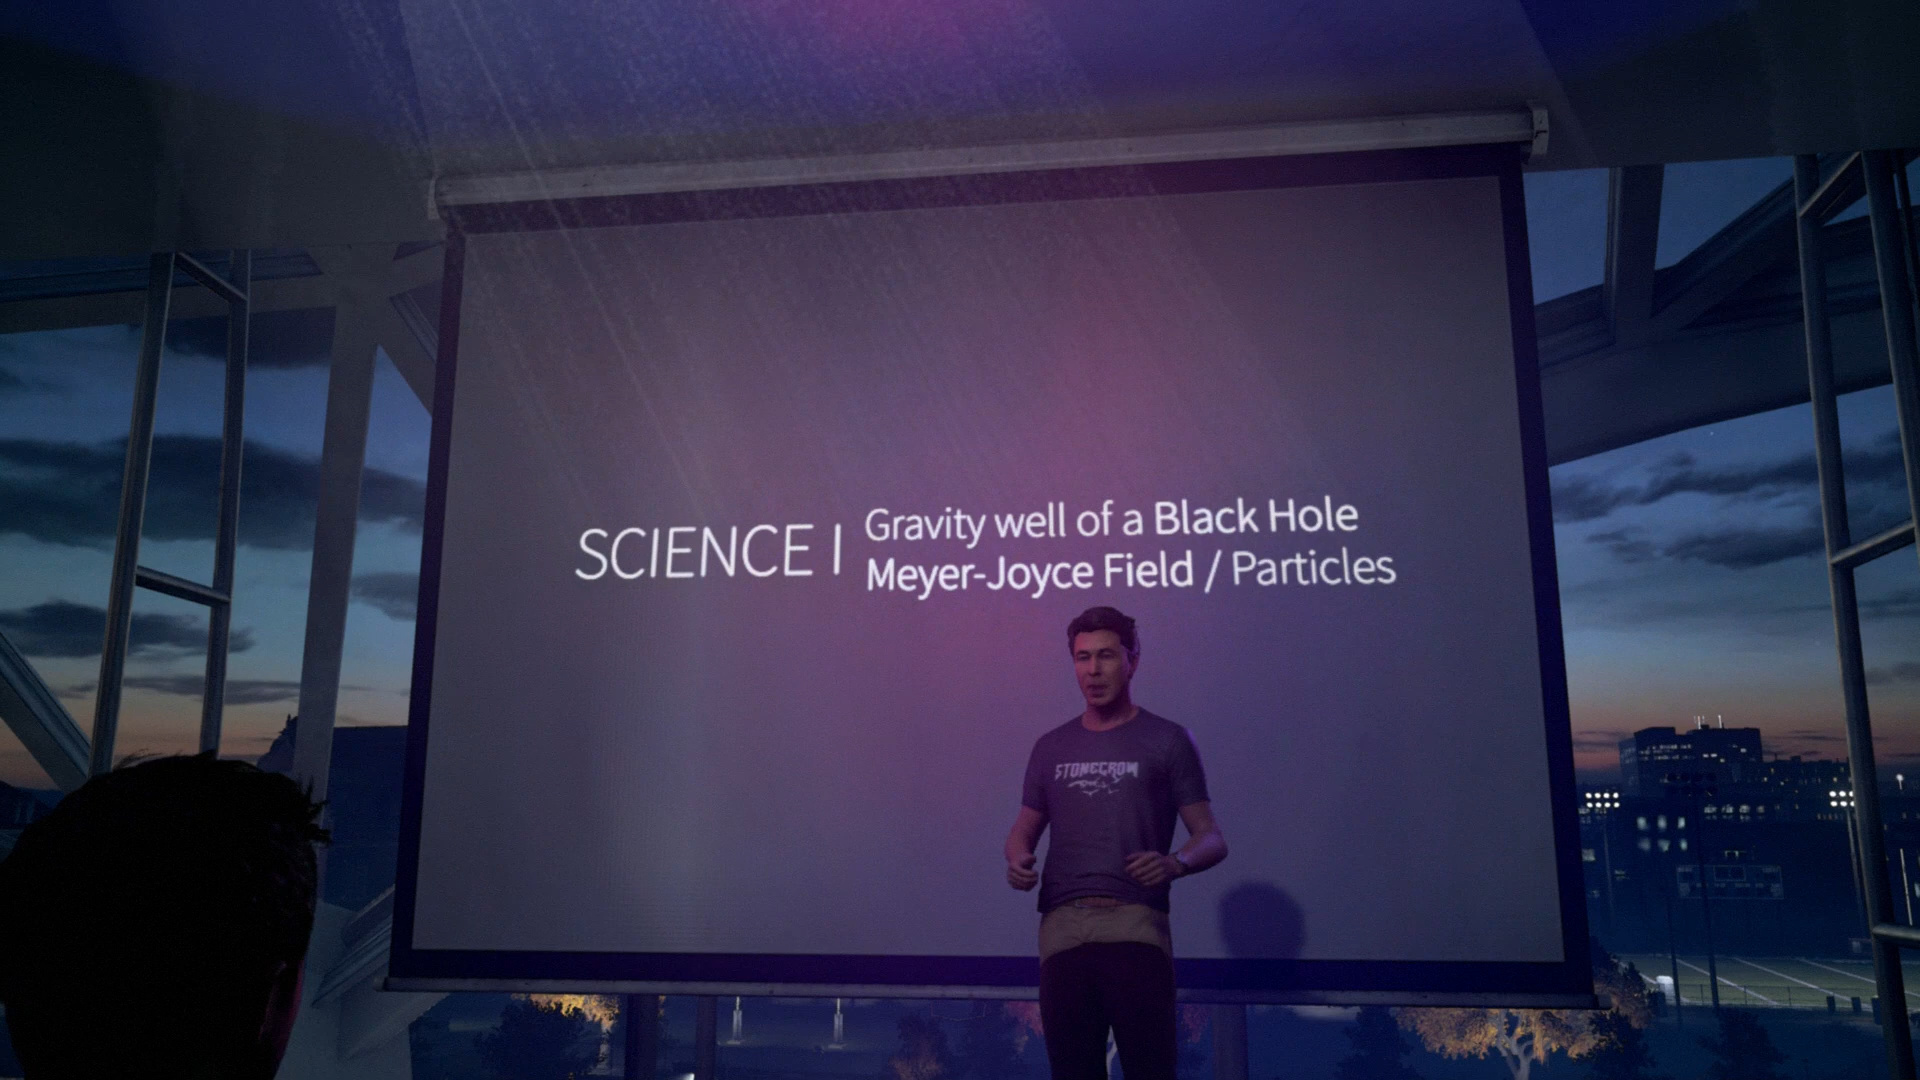 SCIENCE |
Gravity well of a Black Hole
Meyer-Joyce Field / Particles
STONECROW